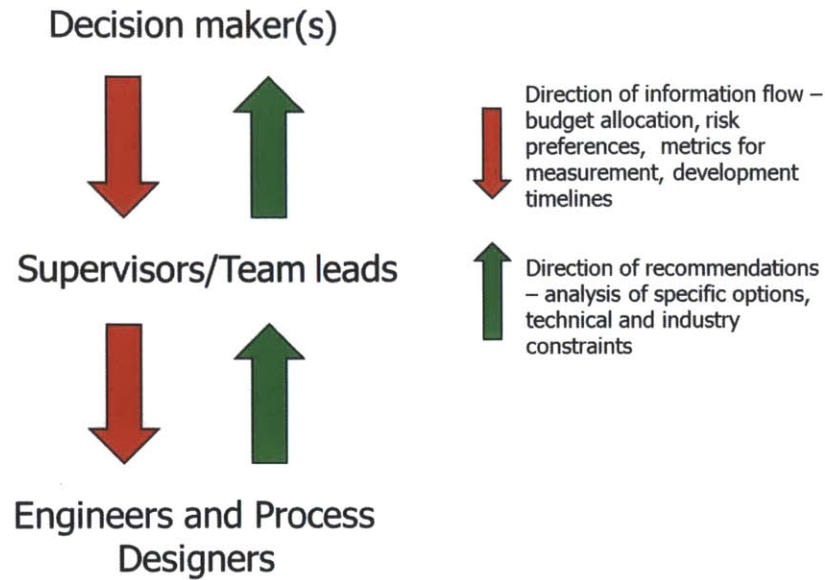 Decision maker(s)
Supervisors/Team leads
Engineers and Process
Designers
Direction of information flow –
budget allocation, risk
preferences, metrics for
measurement, development
timelines
Direction of recommendations
– analysis of specific options,
technical and industry
constraints